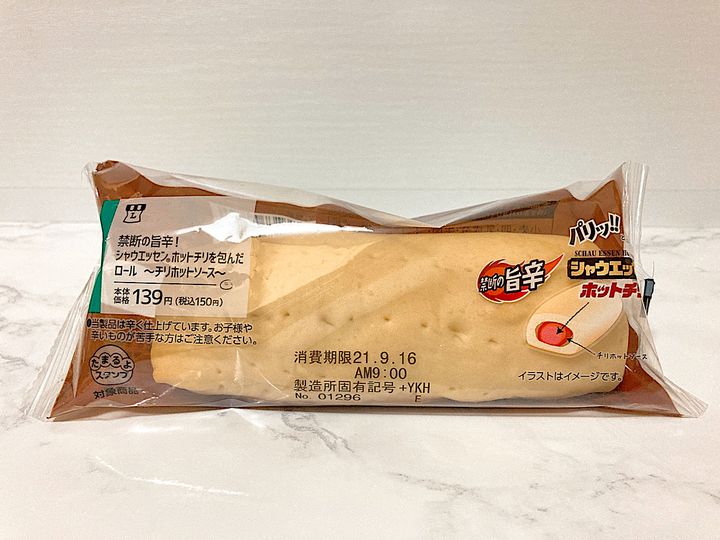 L
禁断の旨辛!
シャウエッセン®ホットチリを包んだ
ロール 〜チリホットソース〜
本体価格 139円(税込150円)
●当製品は辛く仕上げています。お子様や
辛いものが苦手な方はご注意ください。
たまるよ
スタンプ
対象商品
消費期限21.9.16
AM9:00
製造所固有記号+YKH
No. 01296 E
禁断の旨辛
パリッ!!と
SCHAU ESSEN HO
シャウエッ
ホットチ
チリホットソース
イラストはイメージです。